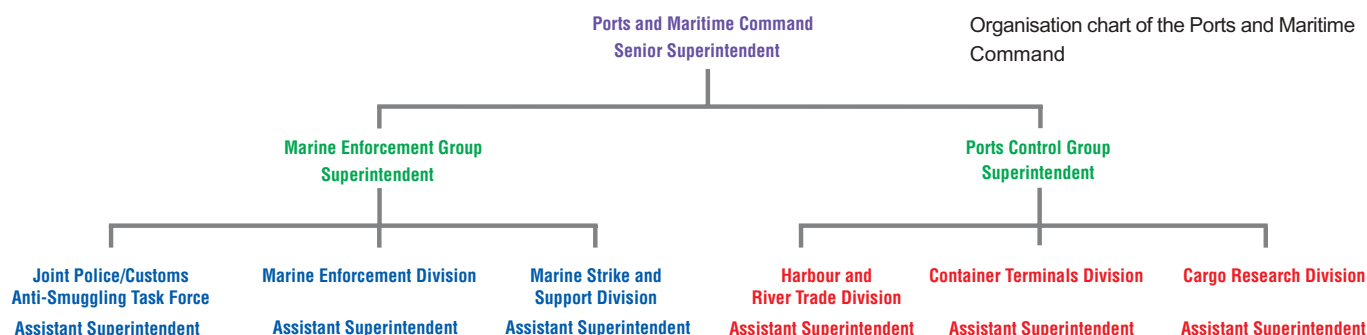 Ports and Maritime Command
Senior Superintendent
Organisation chart of the Ports and Maritime
Command
Marine Enforcement Group
Superintendent
Ports Control Group
Superintendent
Joint Police/Customs
Anti-Smuggling Task Force
Assistant Superintendent
Marine Enforcement Division
Assistant Superintendent
Marine Strike and
Support Division
Assistant Superintendent
Harbour and
River Trade Division
Assistant Superintendent
Container Terminals Division
Assistant Superintendent
Cargo Research Division
Assistant Superintendent